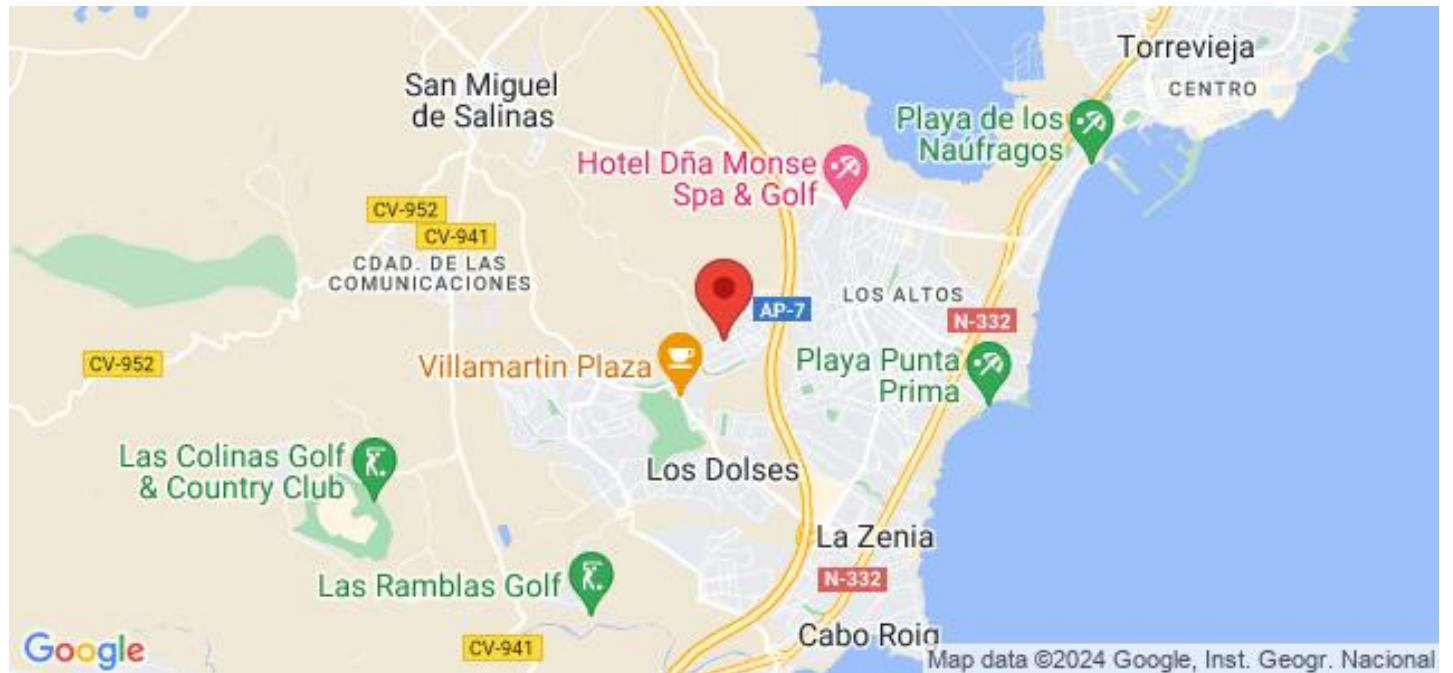 Torrevieja
CENTRO
San Miguel
de Salinas
Playa de los
Naúfragos
Hotel Dña Monse
Spa & Golf
CV-952
CV-941
CDAD. DE LAS
COMUNICACIONES
LOS ALTOS
AP-7
N-332
CV-952
Villamartin Plaza
Playa Punta
Prima
Las Colinas Golf
& Country Club
Los Dolses
La Zenia
N-332
Las Ramblas Golf
Cabo Roig
CV-941
Google
Map data ©2024 Google, Inst. Geogr. Nacional